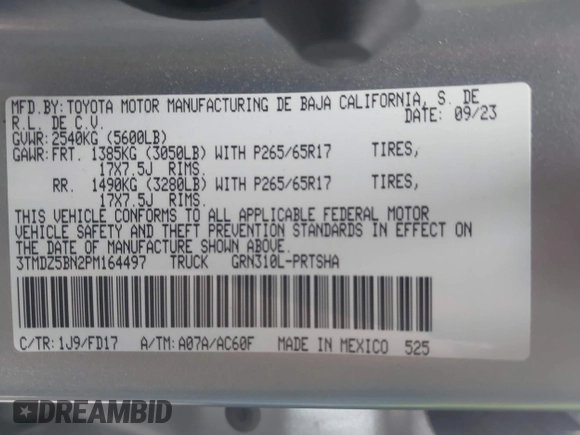 MFD.BY:TOYOTA MOTOR MANUFACTURING DE BAJA CALIFORNIA, S. DE
R.L. DE C.V. DATE: 09/23
GVWR:2540KG (5600LB)
GAWR:FRT. 1385KG (3050LB) WITH P265/65R17 TIRES,
17X7.5J RIMS.
RR. 1490KG (3280LB) WITH P265/65R17 TIRES,
17X7.5J RIMS.
THIS VEHICLE CONFORMS TO ALL APPLICABLE FEDERAL MOTOR
VEHICLE SAFETY AND THEFT PREVENTION STANDARDS IN EFFECT ON
THE DATE OF MANUFACTURE SHOWN ABOVE.
3TMDZ5BN2PM164497 TRUCK GRN310L-PRTSHA
C/TR:1J9/FD17 A/TM:A07A/AC60F MADE IN MEXICO 525
DREAMBID